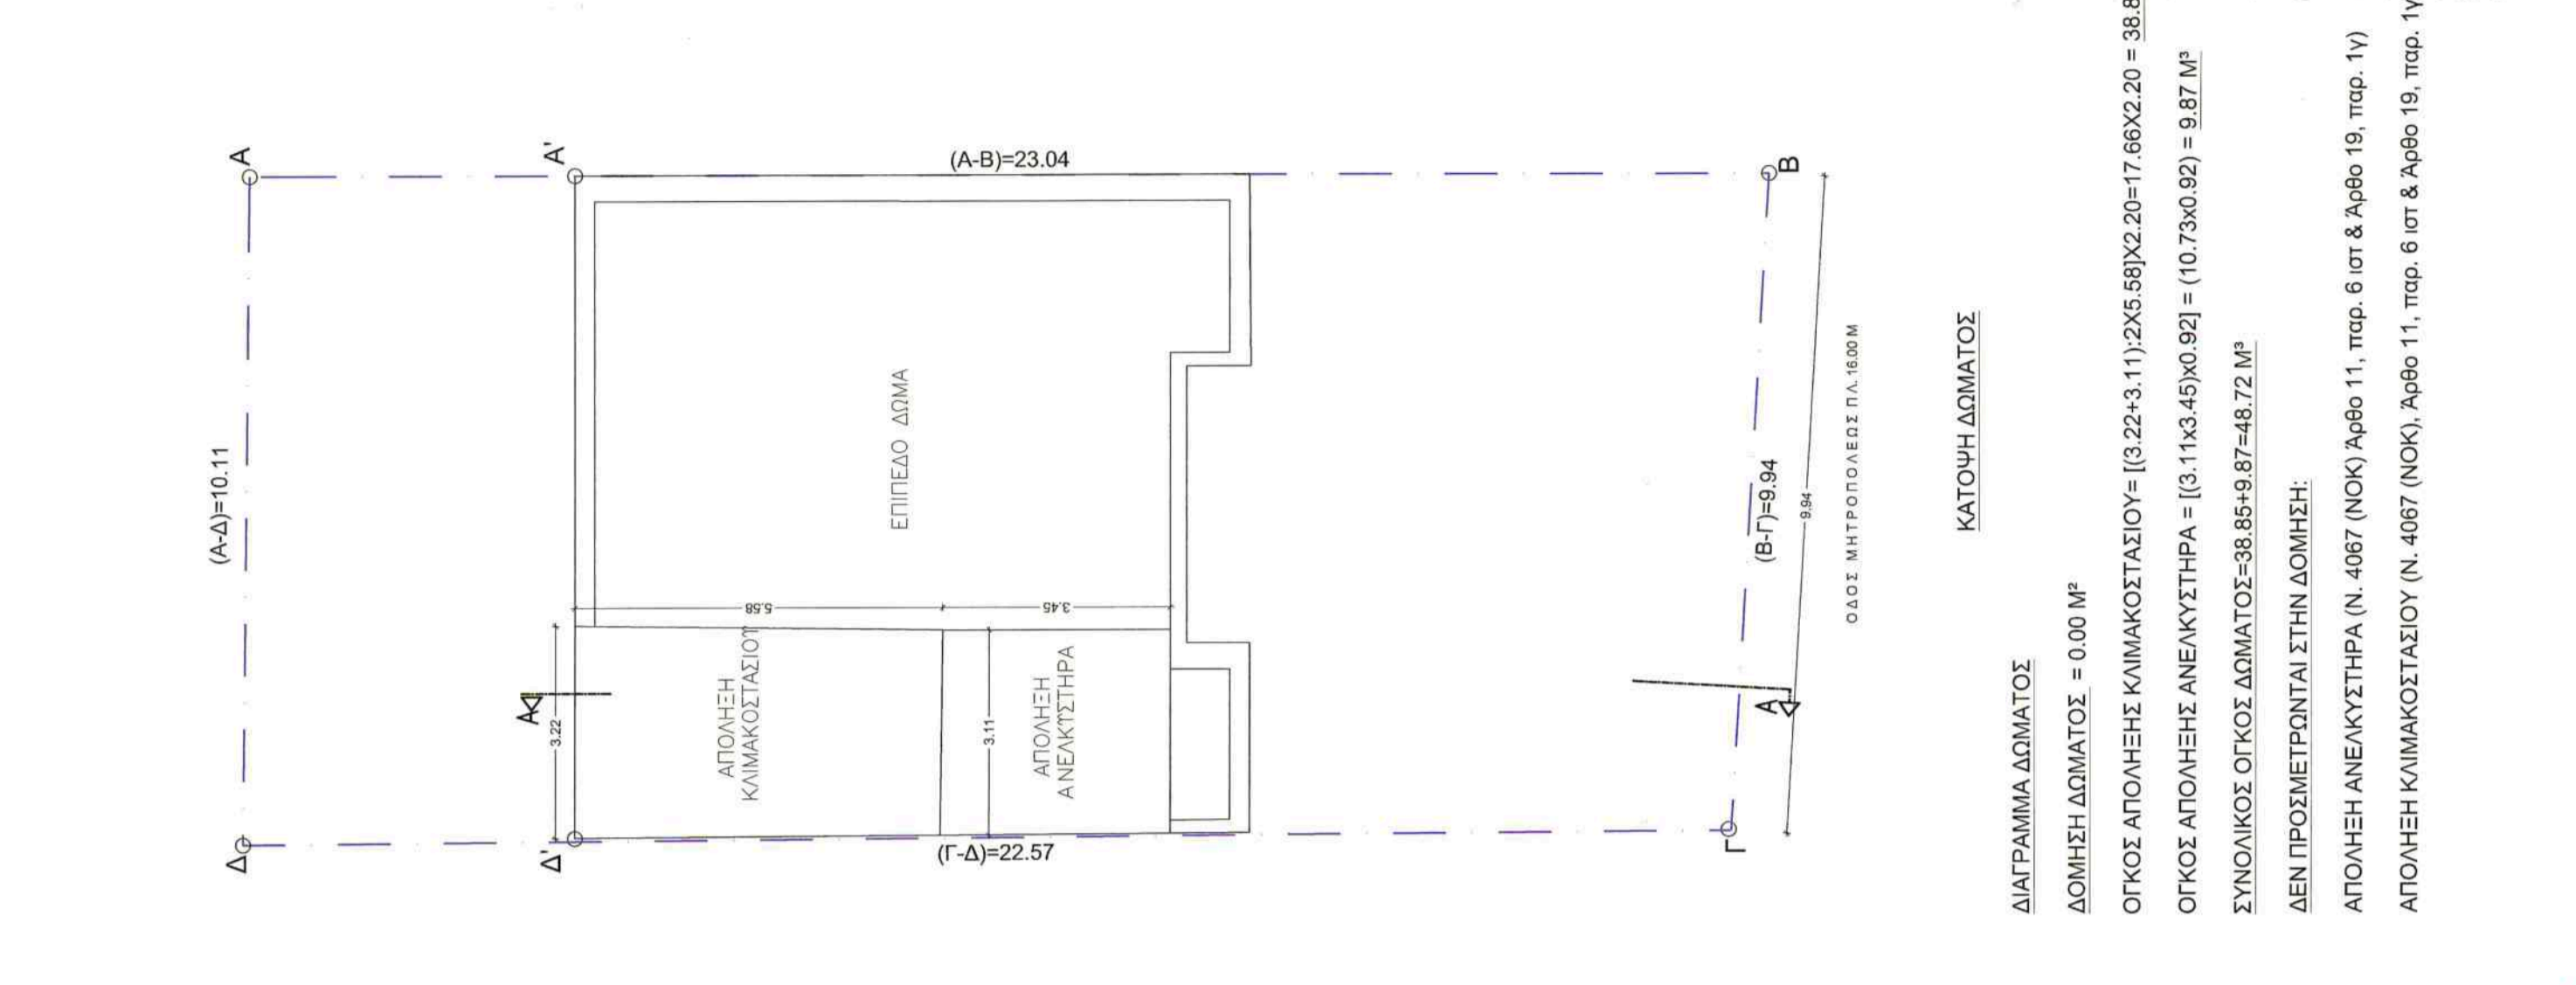 (Α-Δ)=10.11
Δ
Α
Δ'
Α'
Α
3.22
ΑΠΟΛΗΞΗ
ΚΛΙΜΑΚΟΣΤΑΣΙΟΥ
5.58
ΕΠΙΠΕΔΟ ΔΩΜΑ
(Α-Β)=23.04
(Γ-Δ)=22.57
3.11
3.45
ΑΠΟΛΗΞΗ
ΑΝΕΛΚΥΣΤΗΡΑ
Γ
Α
(Β-Γ)=9.94
Β
9.94
ΟΔΟΣ ΜΗΤΡΟΠΟΛΕΩΣ ΠΛ. 16.00 Μ
ΚΑΤΟΨΗ ΔΩΜΑΤΟΣ
ΔΙΑΓΡΑΜΜΑ ΔΩΜΑΤΟΣ
ΔΟΜΗΣΗ ΔΩΜΑΤΟΣ = 0.00 Μ²
ΟΓΚΟΣ ΑΠΟΛΗΞΗΣ ΚΛΙΜΑΚΟΣΤΑΣΙΟΥ= [(3.22+3.11):2Χ5.58]Χ2.20=17.66Χ2.20 = 38.8
ΟΓΚΟΣ ΑΠΟΛΗΞΗΣ ΑΝΕΛΚΥΣΤΗΡΑ = [(3.11x3.45)x0.92] = (10.73x0.92) = 9.87 Μ³
ΣΥΝΟΛΙΚΟΣ ΟΓΚΟΣ ΔΩΜΑΤΟΣ=38.85+9.87=48.72 Μ³
ΔΕΝ ΠΡΟΣΜΕΤΡΩΝΤΑΙ ΣΤΗΝ ΔΟΜΗΣΗ:
ΑΠΟΛΗΞΗ ΑΝΕΛΚΥΣΤΗΡΑ (Ν. 4067 (ΝΟΚ) Άρθο 11, παρ. 6 ιστ & Άρθο 19, παρ. 1γ)
ΑΠΟΛΗΞΗ ΚΛΙΜΑΚΟΣΤΑΣΙΟΥ (Ν. 4067 (ΝΟΚ), Άρθο 11, παρ. 6 ιστ & Άρθο 19, παρ. 1γ